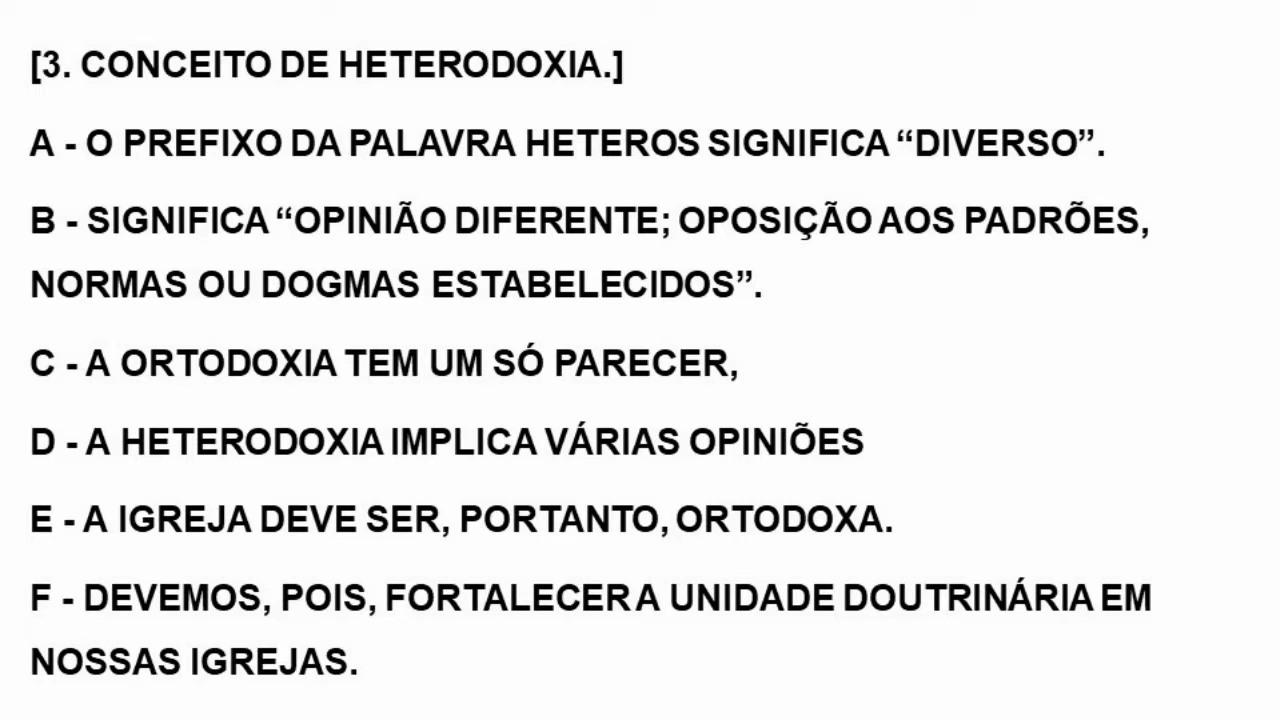 [3. CONCEITO DE HETERODOXIA.]
A - O PREFIXO DA PALAVRA HETEROS SIGNIFICA “DIVERSO”.
B - SIGNIFICA “OPINIÃO DIFERENTE; OPOSIÇÃO AOS PADRÕES,
NORMAS OU DOGMAS ESTABELECIDOS”.
C - A ORTODOXIA TEM UM SÓ PARECER,
D - A HETERODOXIA IMPLICA VÁRIAS OPINIÕES
E - A IGREJA DEVE SER, PORTANTO, ORTODOXA.
F - DEVEMOS, POIS, FORTALECER A UNIDADE DOUTRINÁRIA EM
NOSSAS IGREJAS.